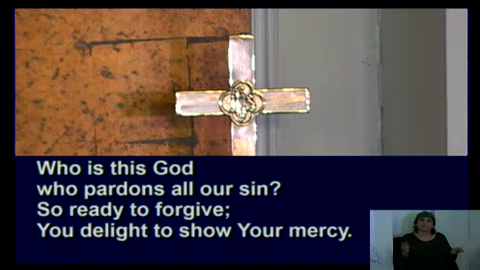 Who is this God
who pardons all our sin?
So ready to forgive;
You delight to show Your mercy.